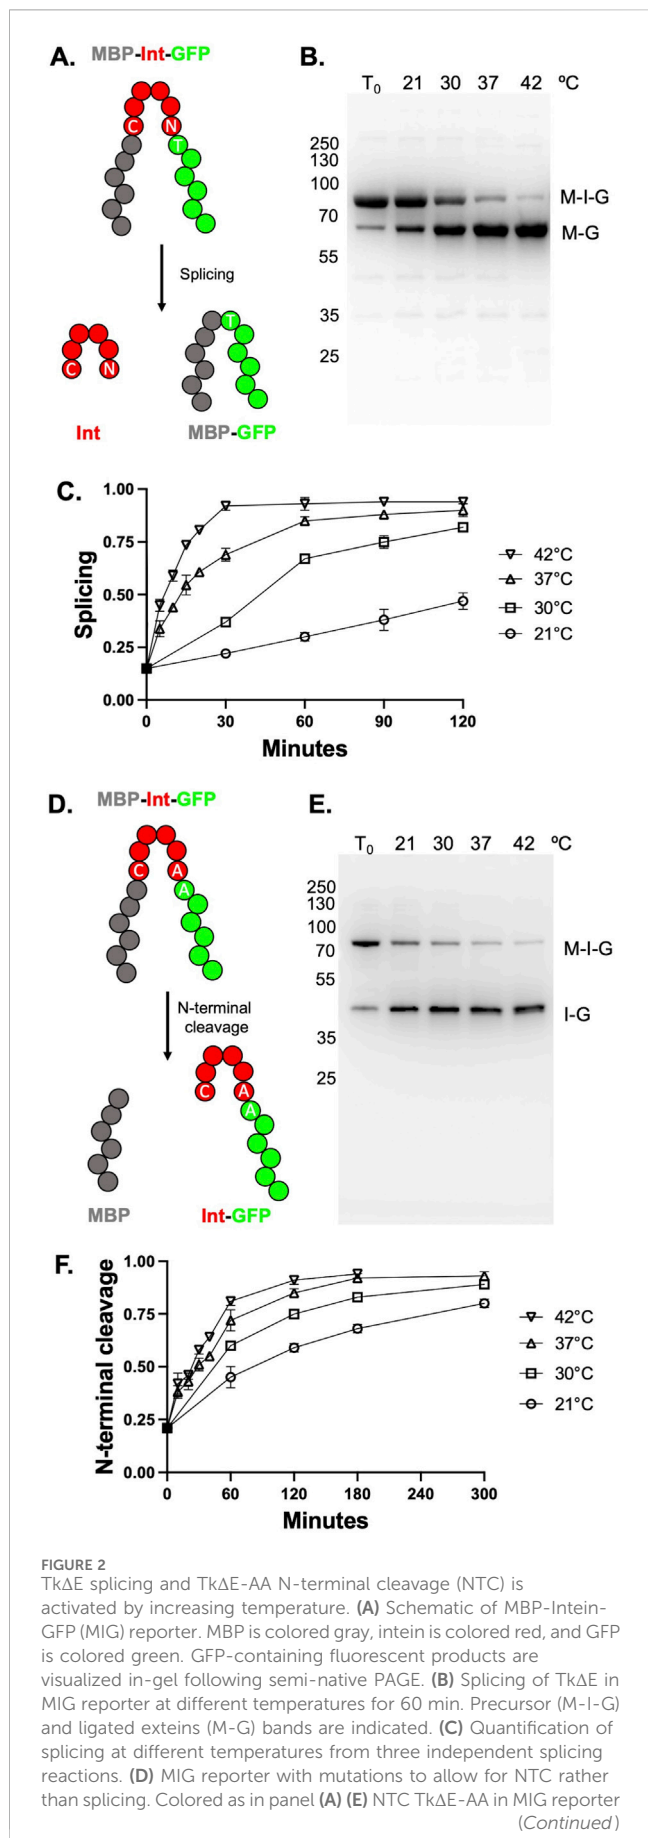 A.
MBP-Int-GFP
C N T
Splicing
C N T
Int
MBP-GFP
B.
T0 21 30 37 42 ºC
250
130
100
70
55
35
25
M-I-G
M-G
C.
Splicing
1.00
0.75
0.50
0.25
0.00
0 30 60 90 120
Minutes
42°C
37°C
30°C
21°C
D.
MBP-Int-GFP
C A A
N-terminal
cleavage
C A A
MBP
Int-GFP
E.
T0 21 30 37 42 ºC
250
130
100
70
55
35
25
M-I-G
I-G
F.
N-terminal cleavage
1.00
0.75
0.50
0.25
0.00
0 60 120 180 240 300
Minutes
42°C
37°C
30°C
21°C
FIGURE 2
TkΔE splicing and TkΔE-AA N-terminal cleavage (NTC) is
activated by increasing temperature. (A) Schematic of MBP-Intein-
GFP (MIG) reporter. MBP is colored gray, intein is colored red, and GFP
is colored green. GFP-containing fluorescent products are
visualized in-gel following semi-native PAGE. (B) Splicing of TkΔE in
MIG reporter at different temperatures for 60 min. Precursor (M-I-G)
and ligated exteins (M-G) bands are indicated. (C) Quantification of
splicing at different temperatures from three independent splicing
reactions. (D) MIG reporter with mutations to allow for NTC rather
than splicing. Colored as in panel (A) (E) NTC TkΔE-AA in MIG reporter
(Continued)